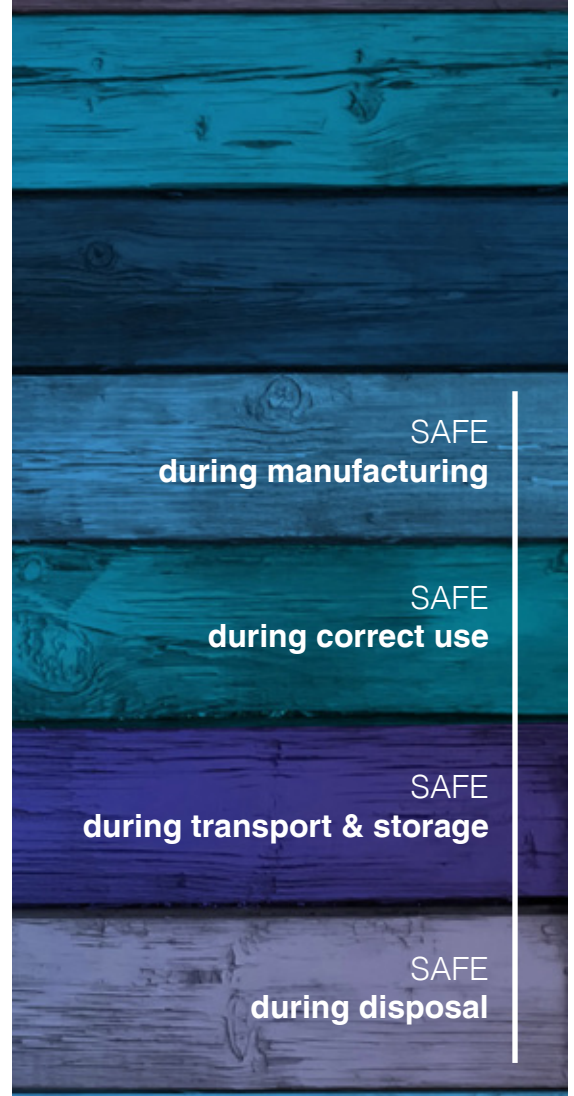 SAFE
during manufacturing
SAFE
during correct use
SAFE
during transport & storage
SAFE
during disposal